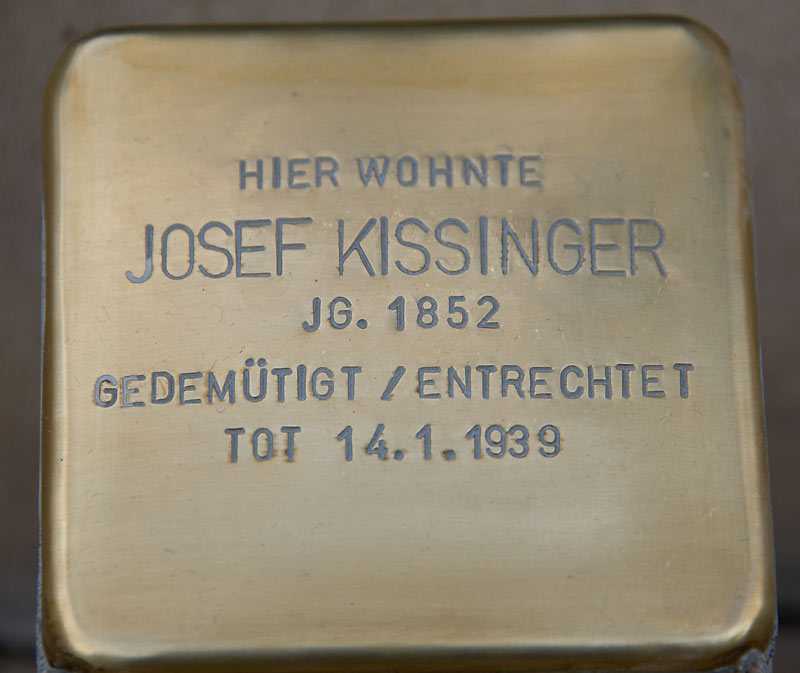 HIER WOHNTE
JOSEF KISSINGER
JG. 1852
GEDEMÜTIGT / ENTRECHTET
TOT 14.1.1939